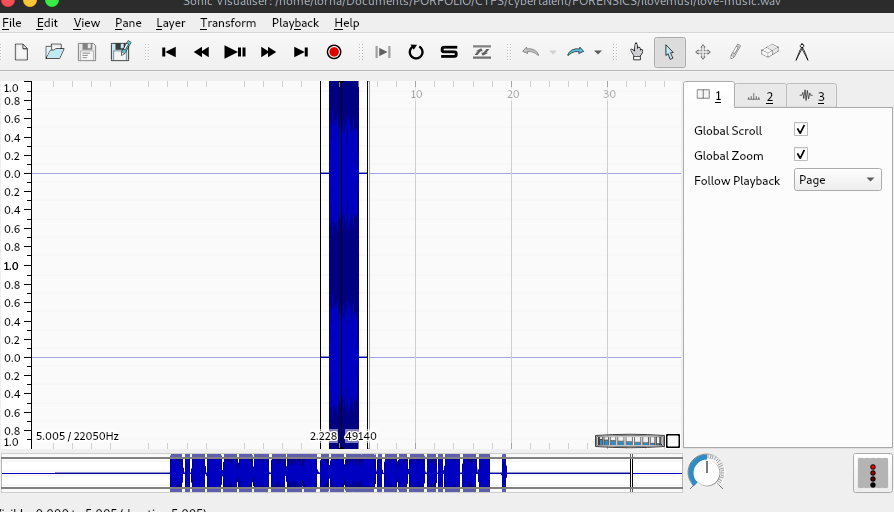 Sonic Visualiser: /home/lorna/Documents/PORFOLIO/CTFS/cybertalent/FORENSICS/ilovemusi/love-music.wav
File Edit View Pane Layer Transform Playback Help
1.0
0.8
0.6
0.4
0.2
0.0
0.2
0.4
0.6
0.8
1.0
0.8
0.6
0.4
0.2
0.0
0.2
0.4
0.6
0.8
1.0
10 20 30
5.005 / 22050Hz
2.228 49140
1 2 3
Global Scroll
Global Zoom
Follow Playback Page